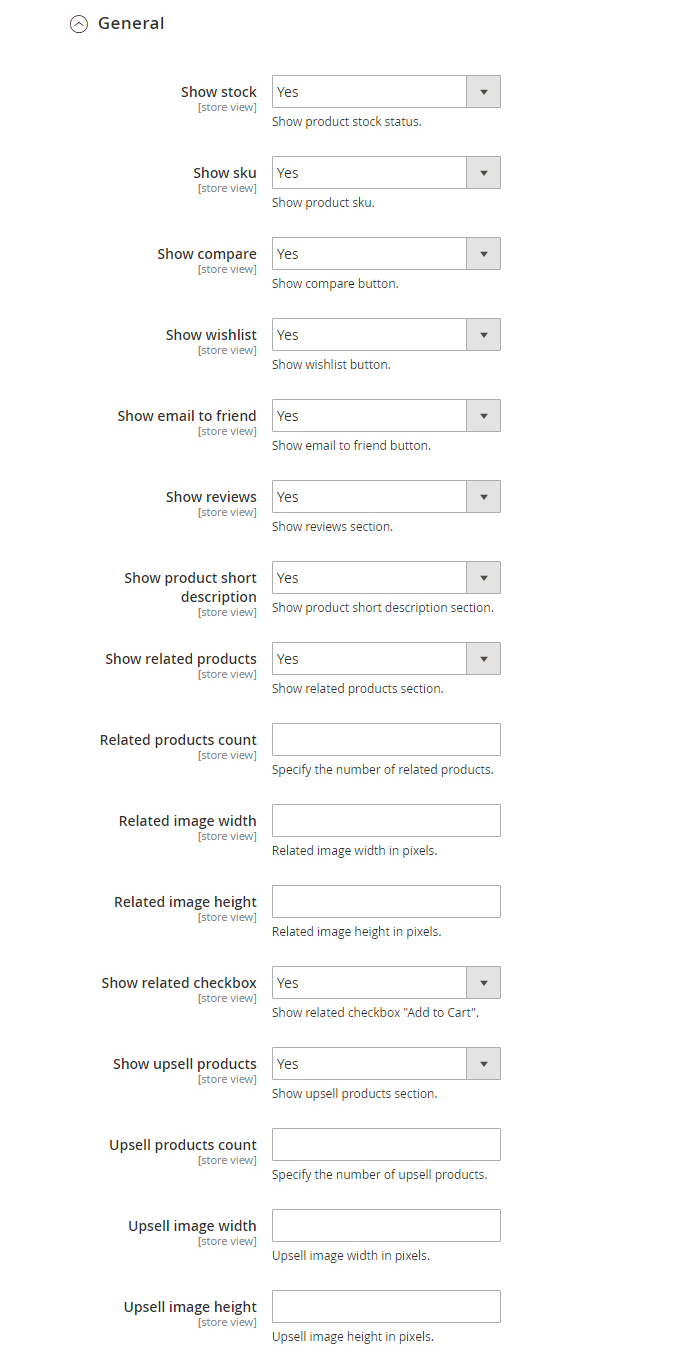 General
Show stock
[store view]
Yes
Show product stock status.
Show sku
[store view]
Yes
Show product sku.
Show compare
[store view]
Yes
Show compare button.
Show wishlist
[store view]
Yes
Show wishlist button.
Show email to friend
[store view]
Yes
Show email to friend button.
Show reviews
[store view]
Yes
Show reviews section.
Show product short
description
[store view]
Yes
Show product short description section.
Show related products
[store view]
Yes
Show related products section.
Related products count
[store view]
Specify the number of related products.
Related image width
[store view]
Related image width in pixels.
Related image height
[store view]
Related image height in pixels.
Show related checkbox
[store view]
Yes
Show related checkbox "Add to Cart".
Show upsell products
[store view]
Yes
Show upsell products section.
Upsell products count
[store view]
Specify the number of upsell products.
Upsell image width
[store view]
Upsell image width in pixels.
Upsell image height
[store view]
Upsell image height in pixels.